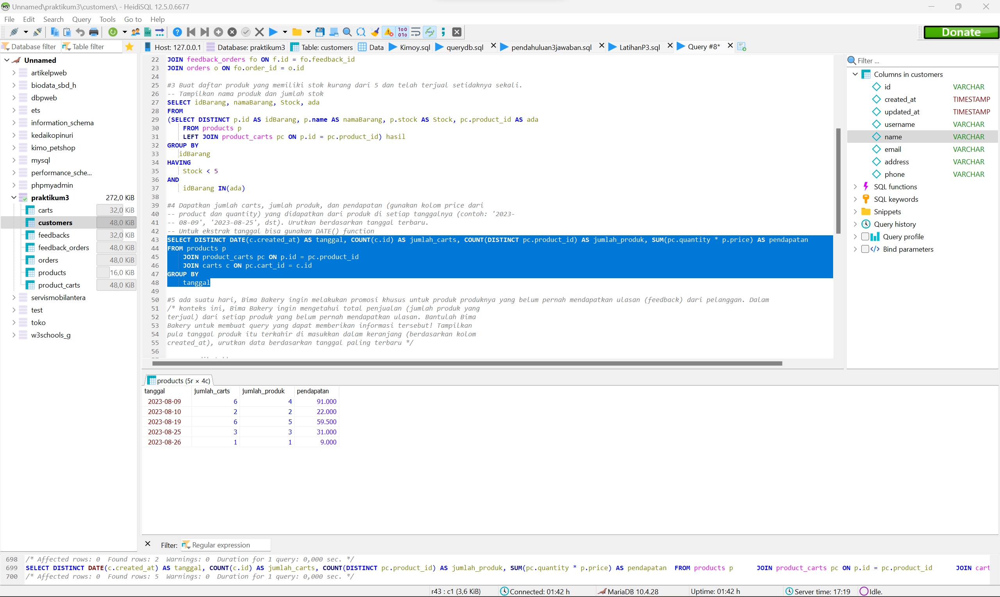 Unnamed\praktikum3\customers\ - HeidiSQL 12.5.0.6677
File Edit Search Query Tools Go to Help
Donate
Database filter Table filter
Host: 127.0.0.1 Database: praktikum3 Table: customers Data Kimoy.sql querydb.sql pendahuluan3jawaban.sql LatihanP3.sql Query #8*
Unnamed
artikelpweb
biodata_sbd_h
dbpweb
ets
information_schema
kedaikopinuri
kimo_petshop
mysql
performance_sche...
phpmyadmin
praktikum3 272,0 KiB
carts 32,0 KiB
customers 48,0 KiB
feedbacks 32,0 KiB
feedback_orders 48,0 KiB
orders 48,0 KiB
products 16,0 KiB
product_carts 48,0 KiB
servismobilantera
test
toko
w3schools_g
22 JOIN feedback_orders fo ON f.id = fo.feedback_id
23 JOIN orders o ON fo.order_id = o.id
24
25 #3 Buat daftar produk yang memiliki stok kurang dari 5 dan telah terjual setidaknya sekali.
26 -- Tampilkan nama produk dan jumlah stok
27 SELECT idBarang, namaBarang, Stock, ada
28 FROM
29 (SELECT DISTINCT p.id AS idBarang, p.name AS namaBarang, p.stock AS Stock, pc.product_id AS ada
30 FROM products p
31 LEFT JOIN product_carts pc ON p.id = pc.product_id) hasil
32 GROUP BY
33 idBarang
34 HAVING
35 Stock < 5
36 AND
37 idBarang IN(ada)
38
39 #4 Dapatkan jumlah carts, jumlah produk, dan pendapatan (gunakan kolom price dari
40 -- product dan quantity) yang didapatkan dari produk di setiap tanggalnya (contoh: '2023-
41 -- 08-09', '2023-08-25', dst). Urutkan berdasarkan tanggal terbaru.
42 -- Untuk ekstrak tanggal bisa gunakan DATE() function
43 SELECT DISTINCT DATE(c.created_at) AS tanggal, COUNT(c.id) AS jumlah_carts, COUNT(DISTINCT pc.product_id) AS jumlah_produk, SUM(pc.quantity * p.price) AS pendapatan
44 FROM products p
45 JOIN product_carts pc ON p.id = pc.product_id
46 JOIN carts c ON pc.cart_id = c.id
47 GROUP BY
48 tanggal
49
50 #5 ada suatu hari, Bima Bakery ingin melakukan promosi khusus untuk produk produknya yang belum pernah mendapatkan ulasan (feedback) dari pelanggan. Dalam
51 /* konteks ini, Bima Bakery ingin mengetahui total penjualan (jumlah produk yang
52 terjual) dari setiap produk yang belum pernah mendapatkan ulasan. Bantulah Bima
53 Bakery untuk membuat query yang dapat memberikan informasi tersebut! Tampilkan
54 pula tanggal produk itu terkahir di masukkan dalam keranjang (berdasarkan kolom
55 created_at), urutkan data berdasarkan tanggal paling terbaru */
56
Filter ...
Columns in customers
id VARCHAR
created_at TIMESTAMP
updated_at TIMESTAMP
username VARCHAR
name VARCHAR
email VARCHAR
address VARCHAR
phone VARCHAR
SQL functions
SQL keywords
Snippets
Query history
Query profile
Bind parameters
products (5r × 4c)
tanggal jumlah_carts jumlah_produk pendapatan
2023-08-09 6 4 91.000
2023-08-10 2 2 22.000
2023-08-19 6 5 59.500
2023-08-25 3 3 31.000
2023-08-26 1 1 9.000
Filter: Regular expression
698 /* Affected rows: 0 Found rows: 2 Warnings: 0 Duration for 1 query: 0,000 sec. */
699 SELECT DISTINCT DATE(c.created_at) AS tanggal, COUNT(c.id) AS jumlah_carts, COUNT(DISTINCT pc.product_id) AS jumlah_produk, SUM(pc.quantity * p.price) AS pendapatan FROM products p JOIN product_carts pc ON p.id = pc.product_id JOIN cart
700 /* Affected rows: 0 Found rows: 5 Warnings: 0 Duration for 1 query: 0,000 sec. */
r43 : c1 (3,6 KiB) Connected: 01:42 h MariaDB 10.4.28 Uptime: 01:42 h Server time: 17:19 Idle.